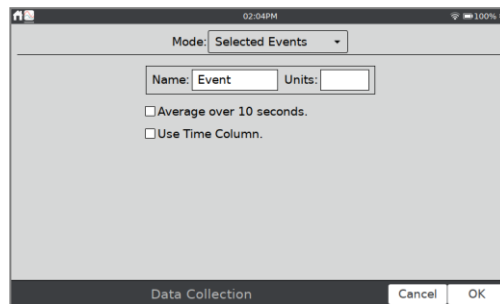 02:04PM 100%
Mode: Selected Events
Name: Event Units:
Average over 10 seconds.
Use Time Column.
Data Collection Cancel OK